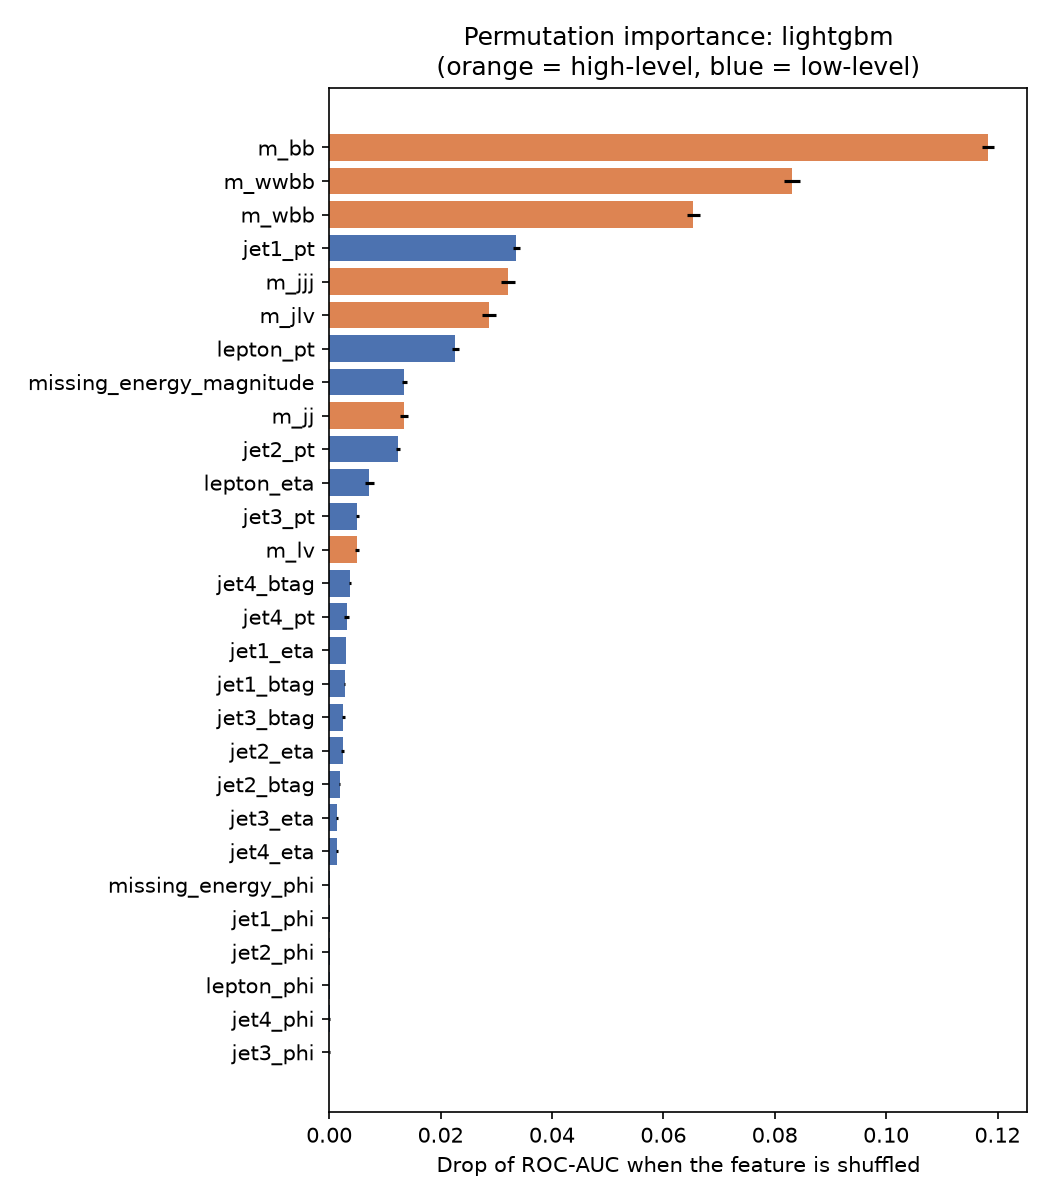 Permutation importance: lightgbm
(orange = high-level, blue = low-level)
m_bb
m_wwbb
m_wbb
jet1_pt
m_jjj
m_jlv
lepton_pt
missing_energy_magnitude
m_jj
jet2_pt
lepton_eta
jet3_pt
m_lv
jet4_btag
jet4_pt
jet1_eta
jet1_btag
jet3_btag
jet2_eta
jet2_btag
jet3_eta
jet4_eta
missing_energy_phi
jet1_phi
jet2_phi
lepton_phi
jet4_phi
jet3_phi
0.00 0.02 0.04 0.06 0.08 0.10 0.12
Drop of ROC-AUC when the feature is shuffled